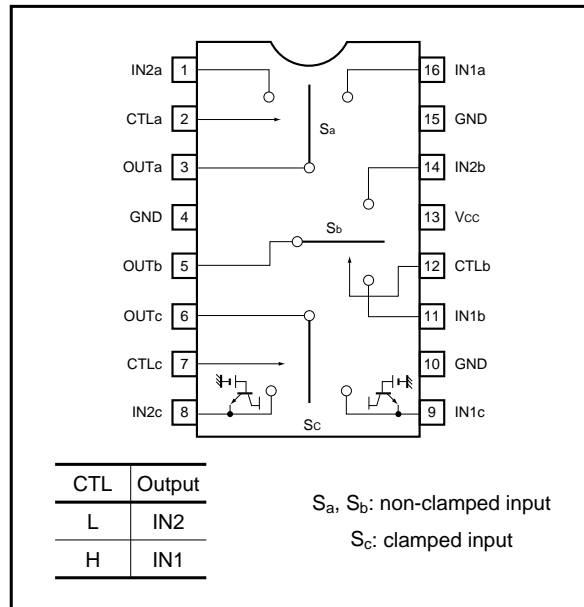 IN2a 1 16 IN1a
CTLa 2 Sa 15 GND
OUTa 3 14 IN2b
GND 4 13 VCC
Sb
OUTb 5 12 CTLb
OUTc 6 11 IN1b
CTLc 7 10 GND
IN2c 8 9 IN1c
SC
CTL Output
L IN2
H IN1
Sa, Sb: non-clamped input
Sc: clamped input